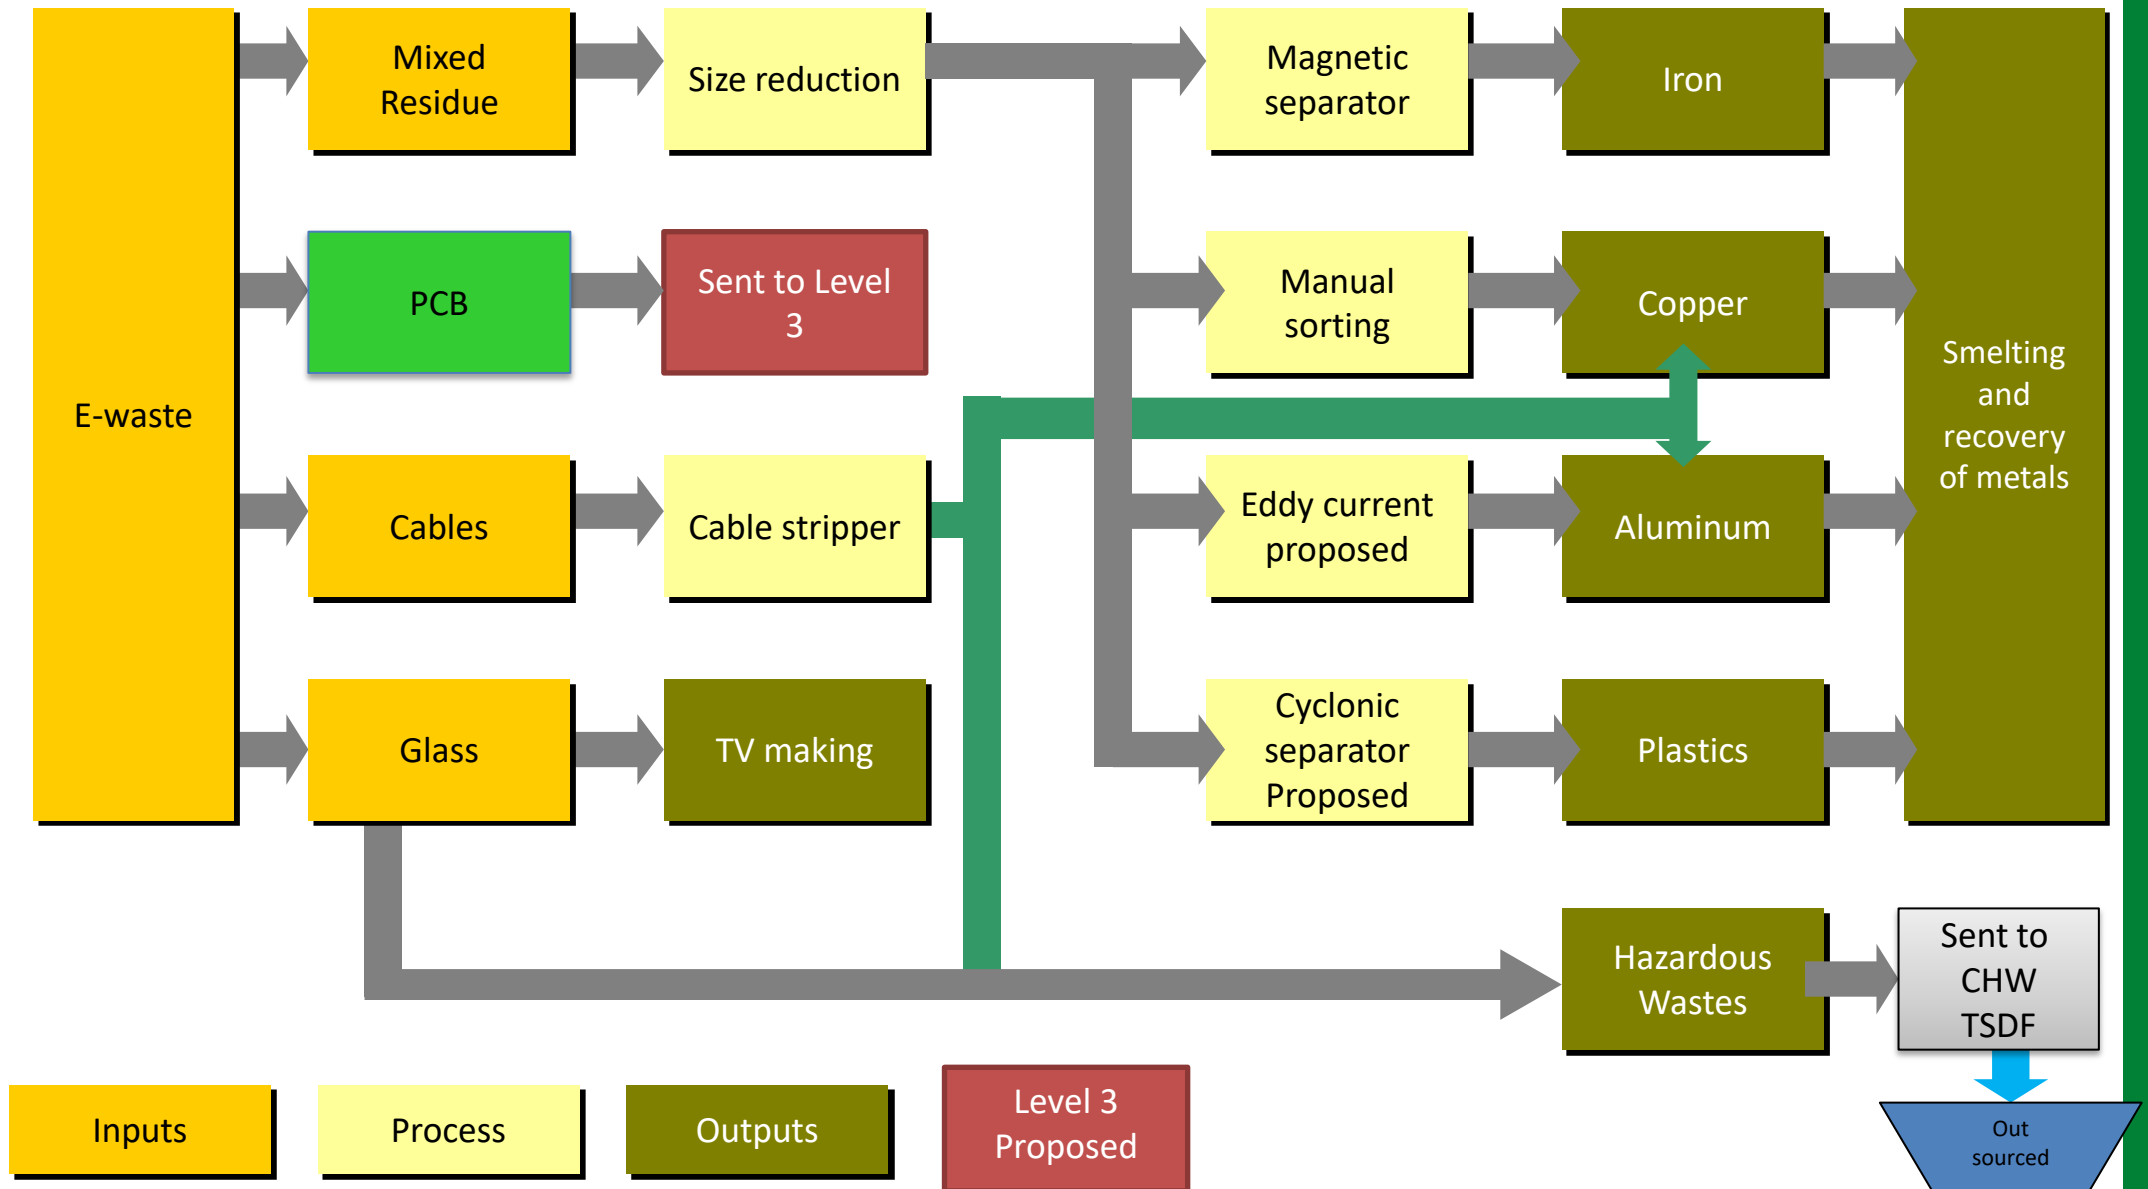 E-waste
Mixed
Residue
Size reduction
Magnetic
separator
Iron
PCB
Sent to Level
3
Manual
sorting
Copper
Smelting
and
recovery
of metals
Cables
Cable stripper
Eddy current
proposed
Aluminum
Glass
TV making
Cyclonic
separator
Proposed
Plastics
Hazardous
Wastes
Sent to
CHW
TSDF
Inputs
Process
Outputs
Level 3
Proposed
Out
sourced